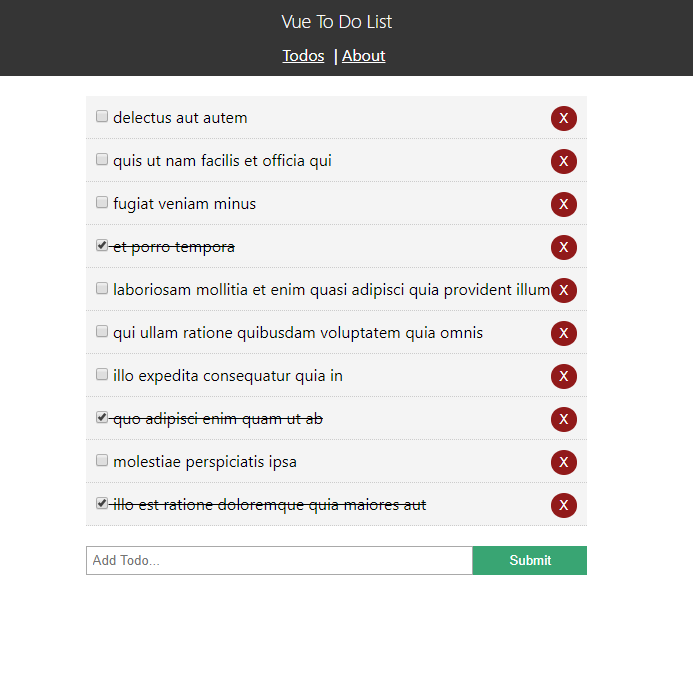 Vue To Do List
Todos | About
delectus aut autem X
quis ut nam facilis et officia qui X
fugiat veniam minus X
et porro tempora X
laboriosam mollitia et enim quasi adipisci quia provident illum X
qui ullam ratione quibusdam voluptatem quia omnis X
illo expedita consequatur quia in X
quo adipisci enim quam ut ab X
molestiae perspiciatis ipsa X
illo est ratione doloremque quia maiores aut X
Add Todo... Submit